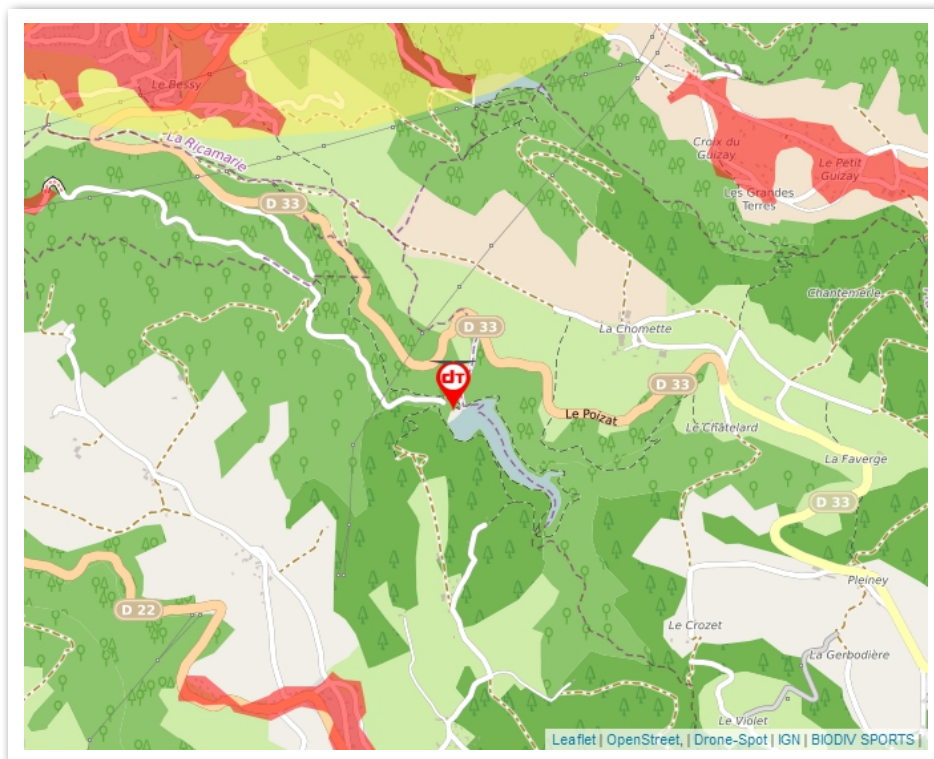 Le Bessy
La Ricamarie
Croix du
Guizay
Le Petit
Guizay
Les Grandes
Terres
D 33
Chantemerle
D 33
La Chomette
dT
D 33
Le Poizat
Le Châtelard
La Faverge
D 33
Pleiney
D 22
Le Crozet
La Gerbodière
Le Violet
Leaflet | OpenStreet, | Drone-Spot | IGN | BIODIV SPORTS |